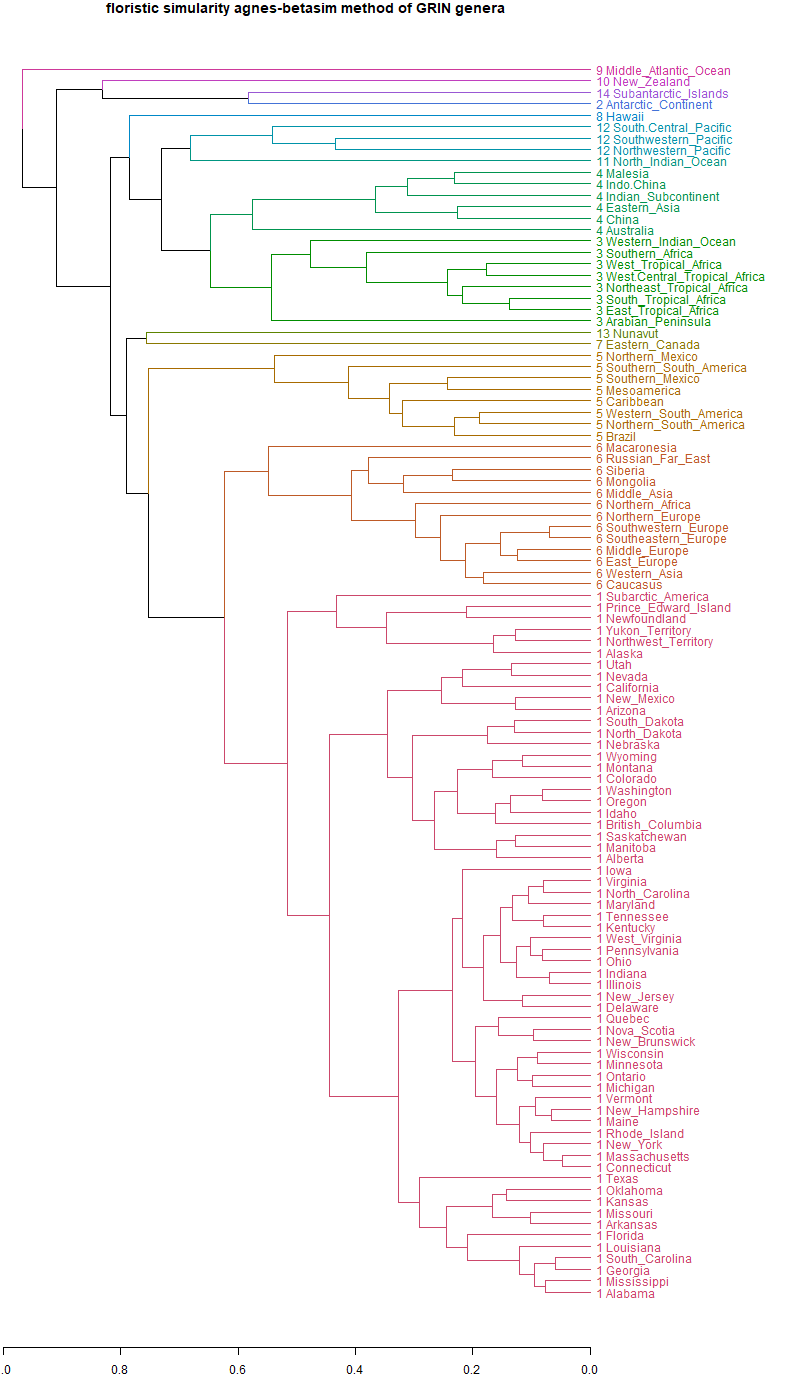 floristic simularity agnes-betasim method of GRIN genera
9 Middle_Atlantic_Ocean
10 New_Zealand
14 Subantarctic_Islands
2 Antarctic_Continent
8 Hawaii
12 South.Central_Pacific
12 Southwestern_Pacific
12 Northwestern_Pacific
11 North_Indian_Ocean
4 Malesia
4 Indo.China
4 Indian_Subcontinent
4 Eastern_Asia
4 China
4 Australia
3 Western_Indian_Ocean
3 Southern_Africa
3 West_Tropical_Africa
3 West.Central_Tropical_Africa
3 Northeast_Tropical_Africa
3 South_Tropical_Africa
3 East_Tropical_Africa
3 Arabian_Peninsula
13 Nunavut
7 Eastern_Canada
5 Northern_Mexico
5 Southern_South_America
5 Southern_Mexico
5 Mesoamerica
5 Caribbean
5 Western_South_America
5 Northern_South_America
5 Brazil
6 Macaronesia
6 Russian_Far_East
6 Siberia
6 Mongolia
6 Middle_Asia
6 Northern_Africa
6 Northern_Europe
6 Southwestern_Europe
6 Southeastern_Europe
6 Middle_Europe
6 East_Europe
6 Western_Asia
6 Caucasus
1 Subarctic_America
1 Prince_Edward_Island
1 Newfoundland
1 Yukon_Territory
1 Northwest_Territory
1 Alaska
1 Utah
1 Nevada
1 California
1 New_Mexico
1 Arizona
1 South_Dakota
1 North_Dakota
1 Nebraska
1 Wyoming
1 Montana
1 Colorado
1 Washington
1 Oregon
1 Idaho
1 British_Columbia
1 Saskatchewan
1 Manitoba
1 Alberta
1 Iowa
1 Virginia
1 North_Carolina
1 Maryland
1 Tennessee
1 Kentucky
1 West_Virginia
1 Pennsylvania
1 Ohio
1 Indiana
1 Illinois
1 New_Jersey
1 Delaware
1 Quebec
1 Nova_Scotia
1 New_Brunswick
1 Wisconsin
1 Minnesota
1 Ontario
1 Michigan
1 Vermont
1 New_Hampshire
1 Maine
1 Rhode_Island
1 New_York
1 Massachusetts
1 Connecticut
1 Texas
1 Oklahoma
1 Kansas
1 Missouri
1 Arkansas
1 Florida
1 Louisiana
1 South_Carolina
1 Georgia
1 Mississippi
1 Alabama
.0 0.8 0.6 0.4 0.2 0.0